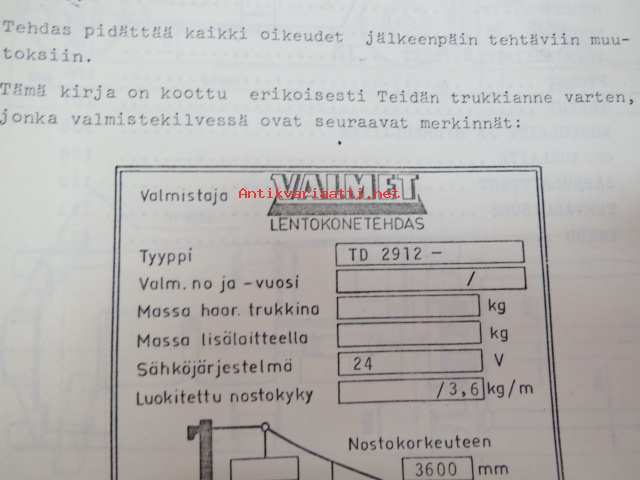 Tehdas pidättää kaikki oikeudet jälkeenpäin tehtäviin muu-
toksiin.
Tämä kirja on koottu erikoisesti Teidän trukkianne varten,
jonka valmistekilvessä ovat seuraavat merkinnät:
Valmistaja VALMET
Antikvariaatti.net
LENTOKONETEHDAS
Tyyppi TD 2912 -
Valm. no ja -vuosi /
Massa haar. trukkina kg
Massa lisälaitteella kg
Sähköjärjestelmä 24 V
Luokitettu nostokyky /3,6 kg/m
Nostokorkeuteen
3600 mm